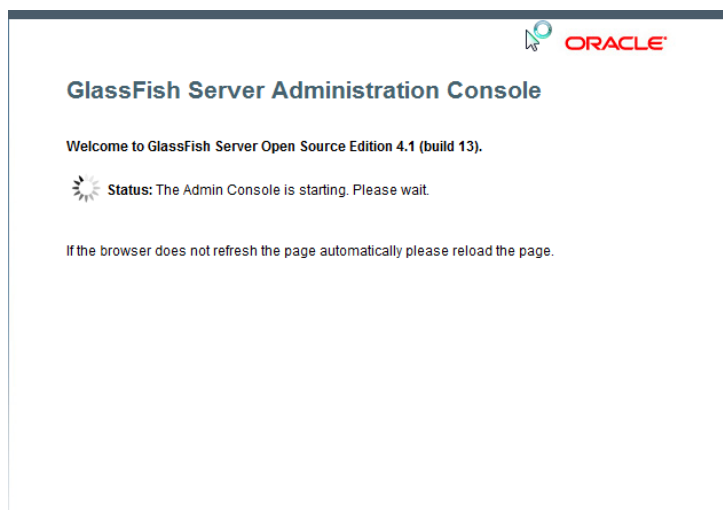 ORACLE
GlassFish Server Administration Console
Welcome to GlassFish Server Open Source Edition 4.1 (build 13).
Status: The Admin Console is starting. Please wait.
If the browser does not refresh the page automatically please reload the page.